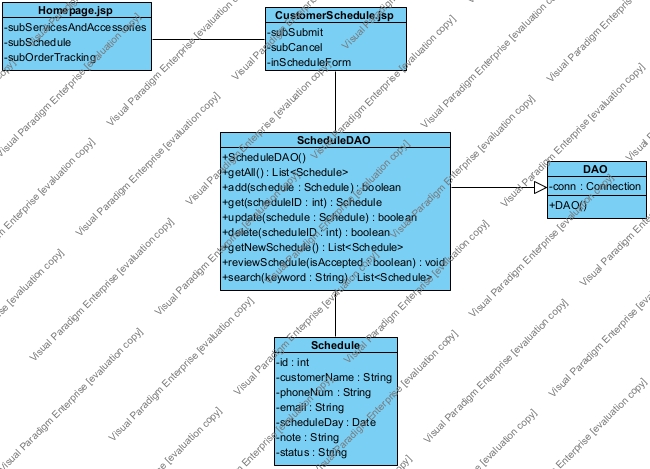 Homepage.jsp
-subServicesAndAccessories
-subSchedule
-subOrderTracking
CustomerSchedule.jsp
-subSubmit
-subCancel
-inScheduleForm
ScheduleDAO
+ScheduleDAO()
+getAll() : List<Schedule>
+add(schedule : Schedule) : boolean
+get(scheduleID : int) : Schedule
+update(schedule : Schedule) : boolean
+delete(scheduleID : int) : boolean
+getNewSchedule() : List<Schedule>
+reviewSchedule(isAccepted : boolean) : void
+search(keyword : String) : List<Schedule>
DAO
-conn : Connection
+DAO()
Schedule
-id : int
-customerName : String
-phoneNum : String
-email : String
-scheduleDay : Date
-note : String
-status : String
Visual Paradigm Enterprise [evaluation copy]